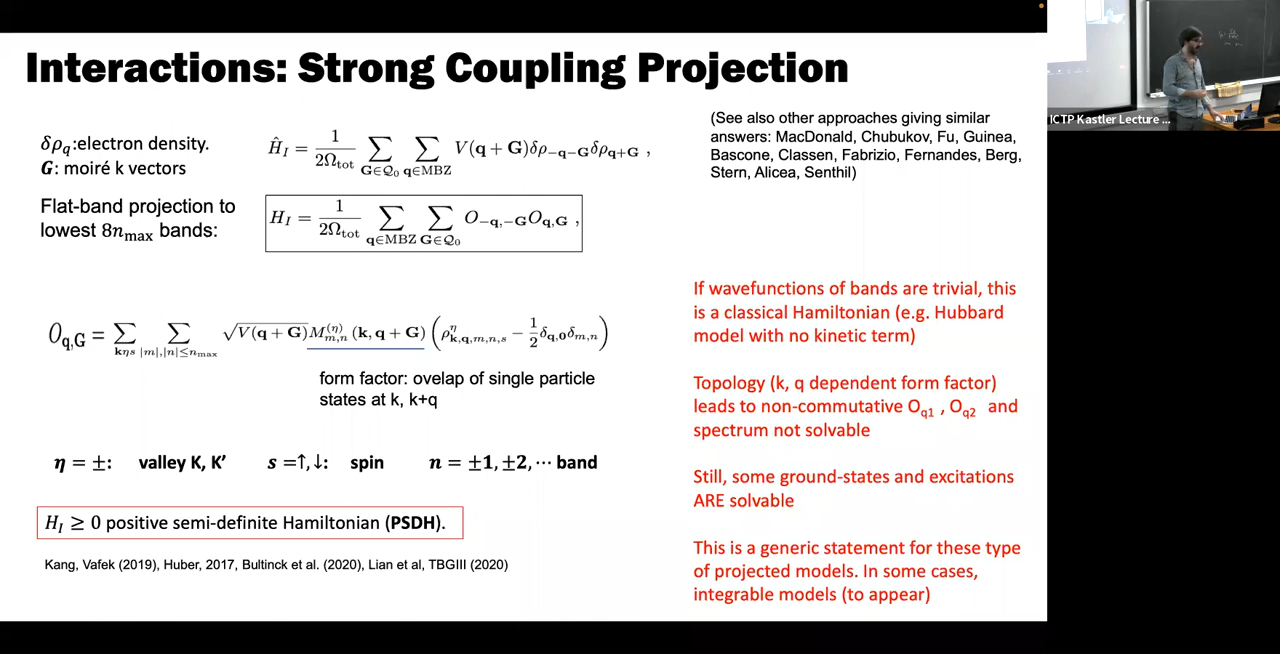 Interactions: Strong Coupling Projection
δρ_q:electron density.
G: moiré k vectors
Ĥ_I = \frac{1}{2Ω_tot} ∑_{G∈Q_0} ∑_{q∈MBZ} V(q + G)δρ_{−q−G}δρ_{q+G} ,
(See also other approaches giving similar
answers: MacDonald, Chubukov, Fu, Guinea,
Bascone, Classen, Fabrizio, Fernandes, Berg,
Stern, Alicea, Senthil)
Flat-band projection to
lowest 8n_max bands:
H_I = \frac{1}{2Ω_tot} ∑_{q∈MBZ} ∑_{G∈Q_0} O_{−q,−G}O_{q,G} ,
O_{q,G} = ∑_{kηs} ∑_{|m|,|n|≤n_max} √{V(q + G)}M_{m,n}^{(η)} (k, q + G) (ρ^η_{k,q,m,n,s} − \frac{1}{2}δ_{q,0}δ_{m,n})
form factor: ovelap of single particle
states at k, k+q
η = ±: valley K, K′ s =↑, ↓: spin n = ±1, ±2, ⋯ band
H_I ≥ 0 positive semi-definite Hamiltonian (PSDH).
Kang, Vafek (2019), Huber, 2017, Bultinck et al. (2020), Lian et al, TBGIII (2020)
If wavefunctions of bands are trivial, this
is a classical Hamiltonian (e.g. Hubbard
model with no kinetic term)
Topology (k, q dependent form factor)
leads to non-commutative O_{q1} , O_{q2} and
spectrum not solvable
Still, some ground-states and excitations
ARE solvable
This is a generic statement for these type
of projected models. In some cases,
integrable models (to appear)
ICTP Kastler Lecture ...